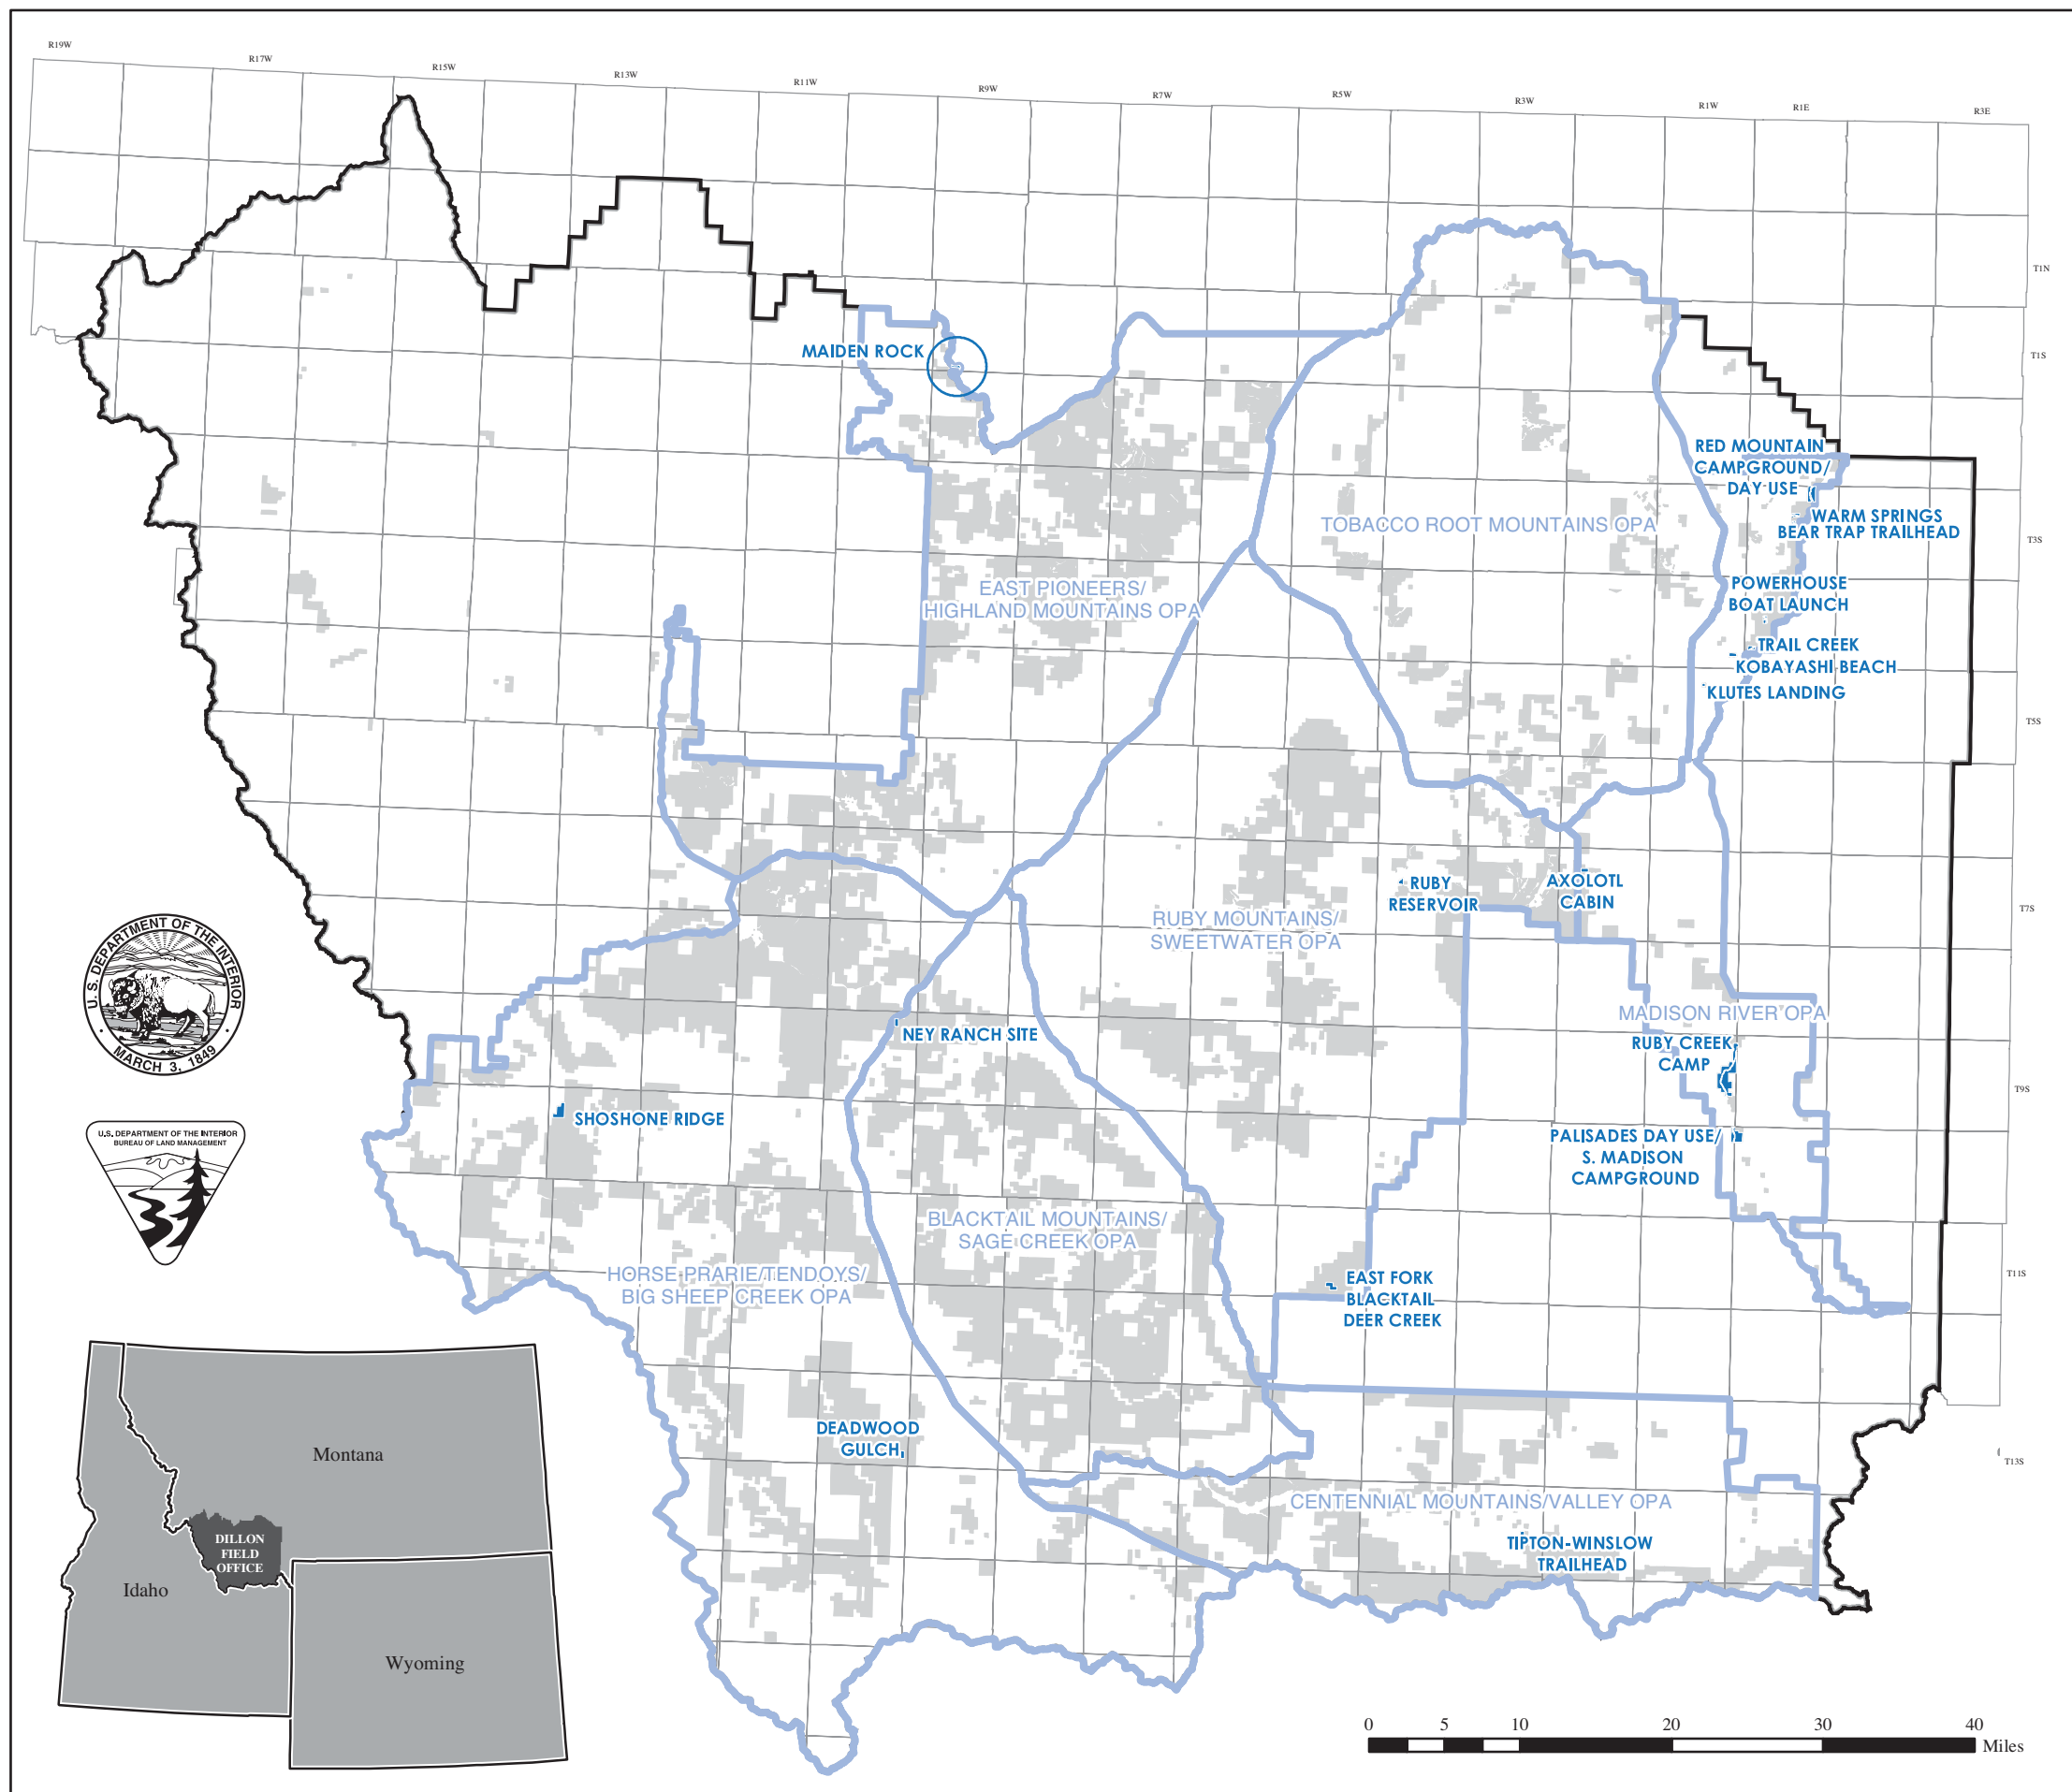 R19W
R17W
R15W
R13W
R11W
R9W
R7W
R5W
R3W
R1W
R1E
R3E
T1N
T1S
T3S
T5S
T7S
T9S
T11S
T13S
MAIDEN ROCK
RED MOUNTAIN
CAMPGROUND/
DAY USE
WARM SPRINGS
BEAR TRAP TRAILHEAD
TOBACCO ROOT MOUNTAINS OPA
EAST PIONEERS/
HIGHLAND MOUNTAINS OPA
POWERHOUSE
BOAT LAUNCH
TRAIL CREEK
KOBAYASHI BEACH
KLUTES LANDING
RUBY
RESERVOIR
AXOLOTL
CABIN
RUBY MOUNTAINS/
SWEETWATER OPA
MADISON RIVER OPA
NEY RANCH SITE
RUBY CREEK
CAMP
SHOSHONE RIDGE
PALISADES DAY USE/
S. MADISON
CAMPGROUND
BLACKTAIL MOUNTAINS/
SAGE CREEK OPA
HORSE PRARIE/TENDOYS/
BIG SHEEP CREEK OPA
EAST FORK
BLACKTAIL
DEER CREEK
DEADWOOD
GULCH
CENTENNIAL MOUNTAINS/VALLEY OPA
TIPTON-WINSLOW
TRAILHEAD
U. S. DEPARTMENT OF THE INTERIOR
MARCH 3, 1849
U.S. DEPARTMENT OF THE INTERIOR
BUREAU OF LAND MANAGEMENT
Montana
DILLON
FIELD
OFFICE
Idaho
Wyoming
0 5 10 20 30 40
Miles